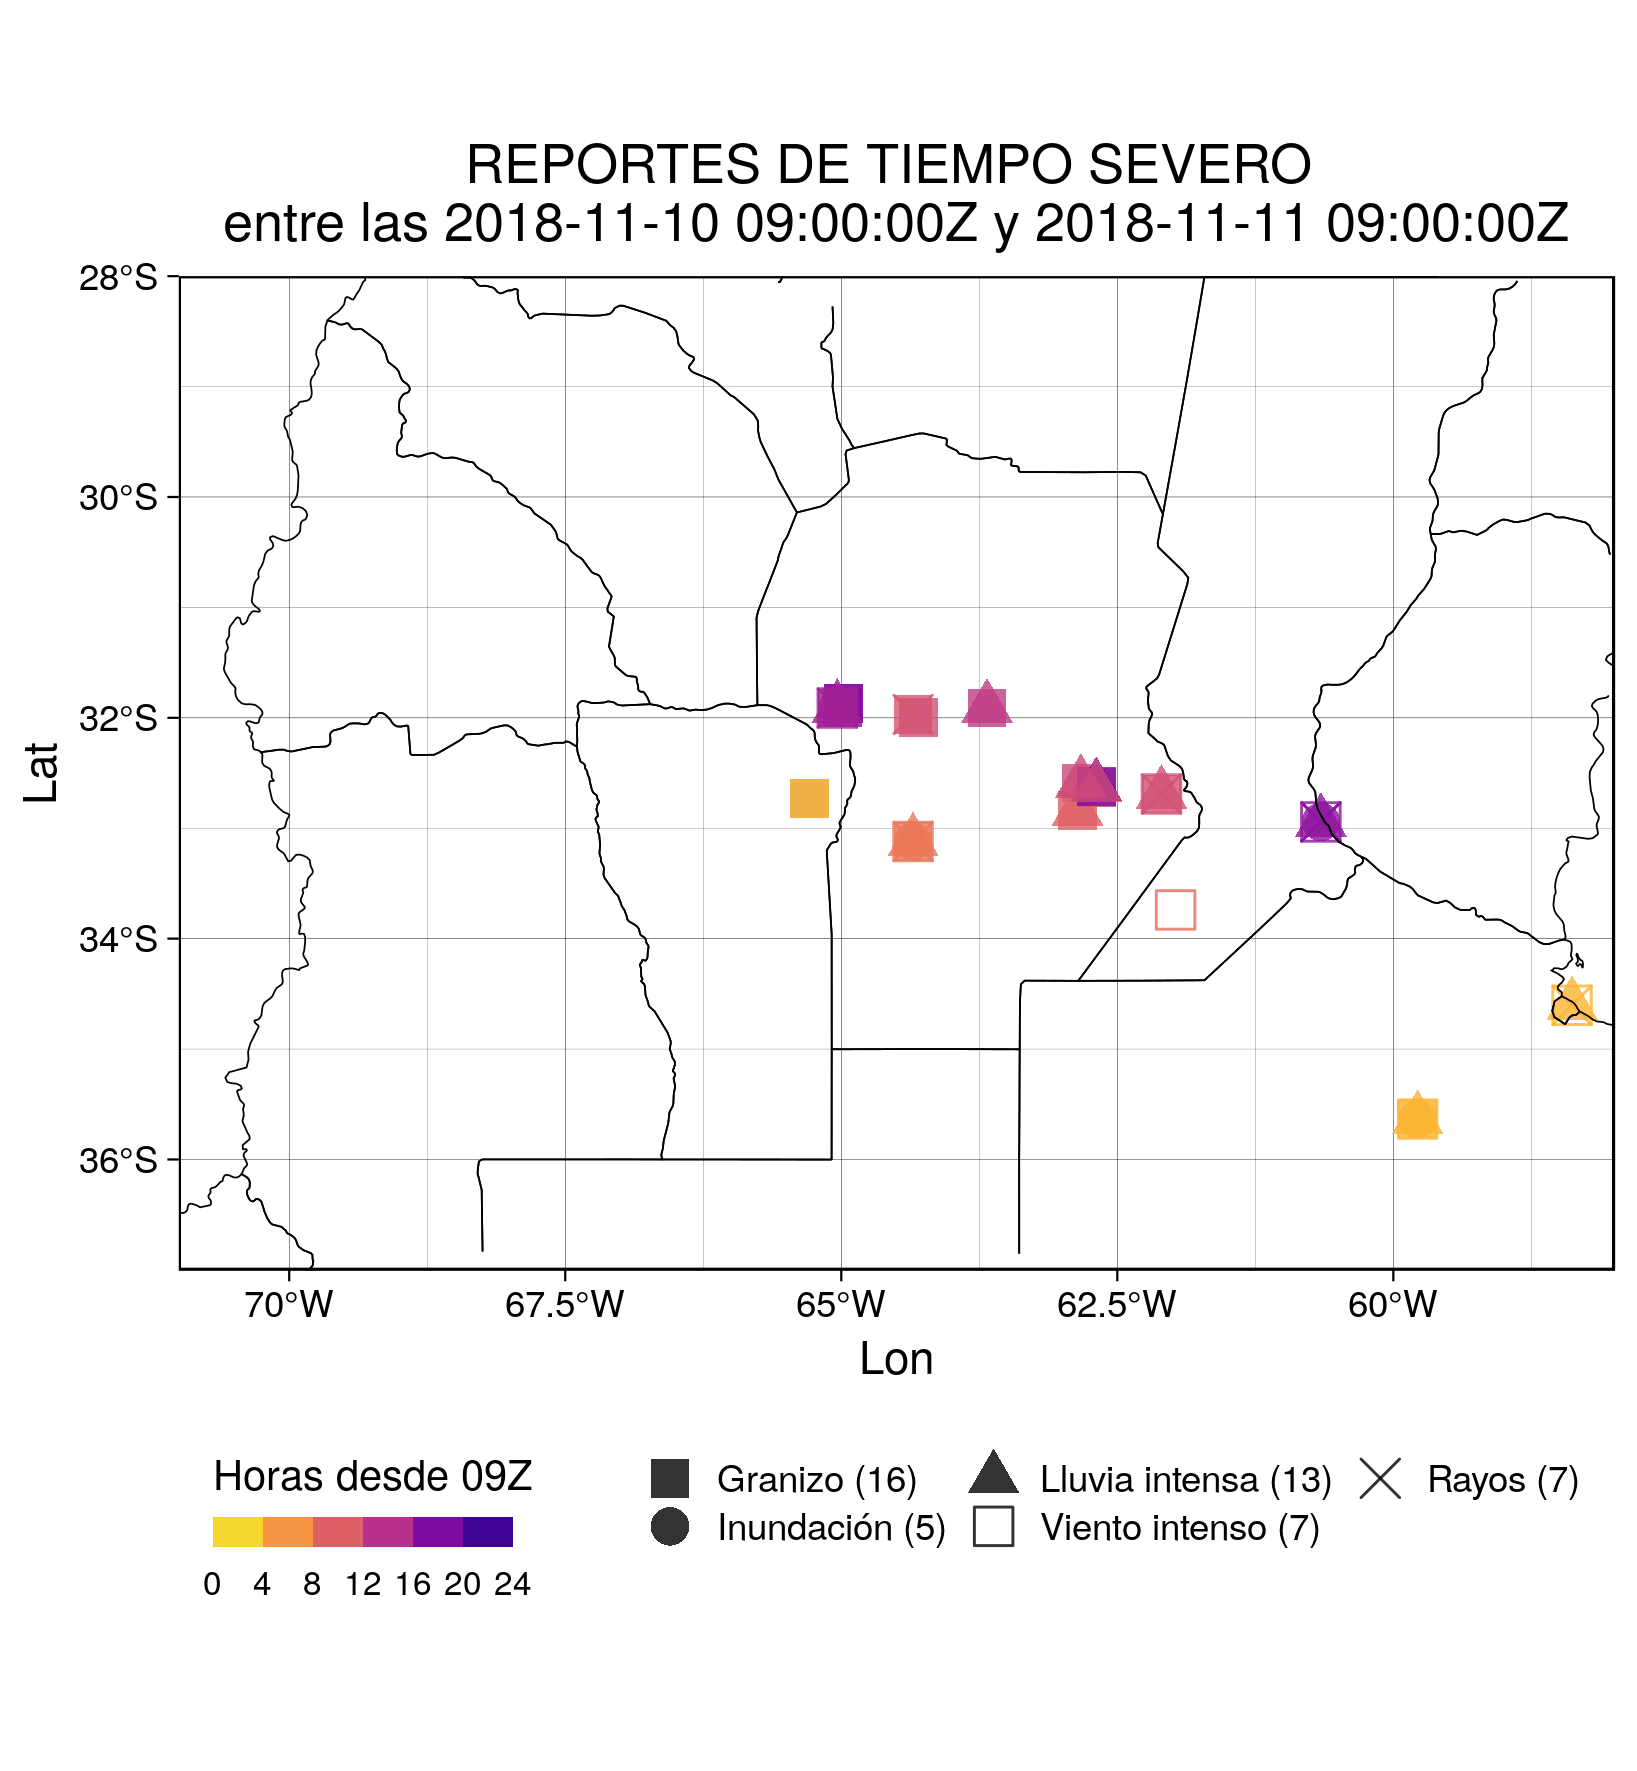 REPORTES DE TIEMPO SEVERO
entre las 2018-11-10 09:00:00Z y 2018-11-11 09:00:00Z
28°S
30°S
32°S
34°S
36°S
Lat
70°W 67.5°W 65°W 62.5°W 60°W
Lon
Horas desde 09Z
0 4 8 12 16 20 24
Granizo (16) Lluvia intensa (13) Rayos (7)
Inundación (5) Viento intenso (7)